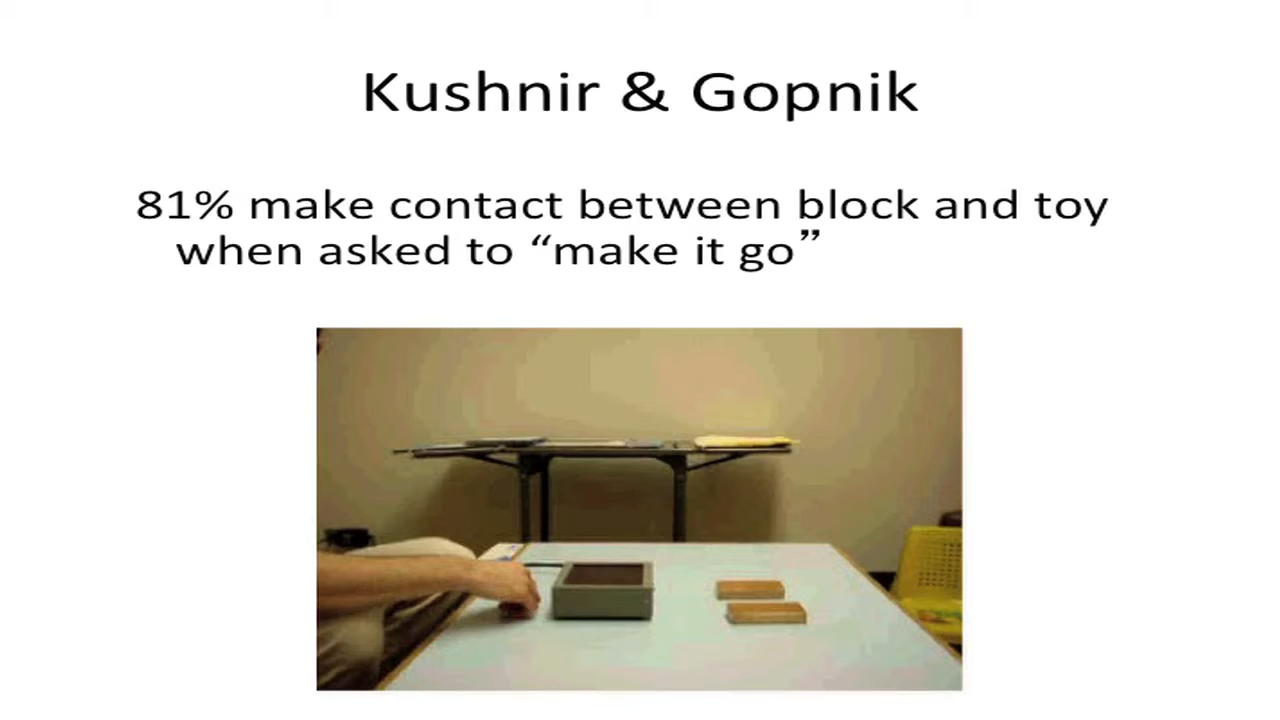 Kushnir & Gopnik
81% make contact between block and toy
when asked to “make it go”